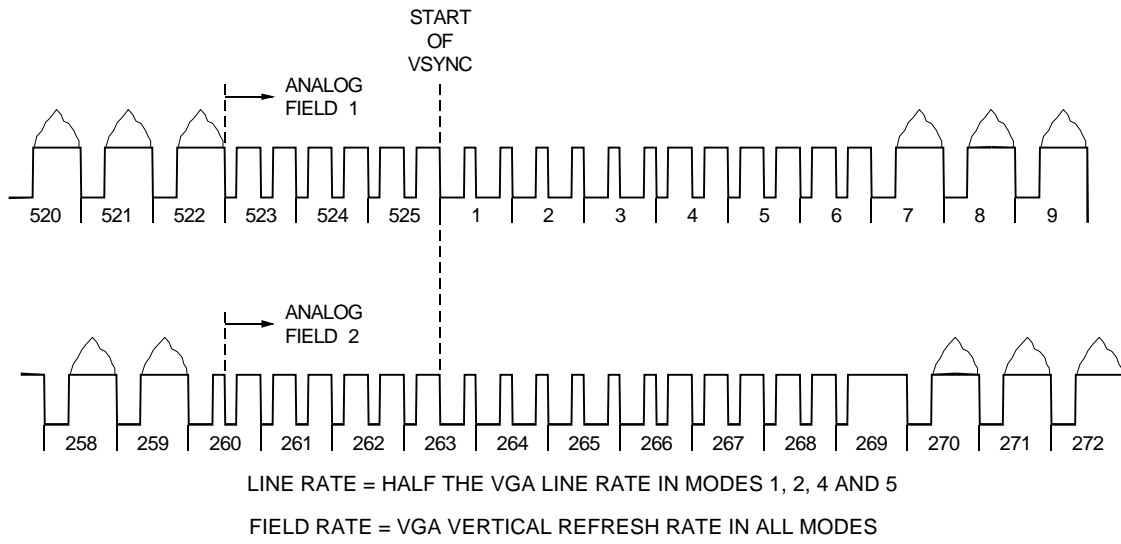 START
OF
VSYNC
ANALOG
FIELD 1
520 521 522 523 524 525 1 2 3 4 5 6 7 8 9
ANALOG
FIELD 2
258 259 260 261 262 263 264 265 266 267 268 269 270 271 272
LINE RATE = HALF THE VGA LINE RATE IN MODES 1, 2, 4 AND 5
FIELD RATE = VGA VERTICAL REFRESH RATE IN ALL MODES